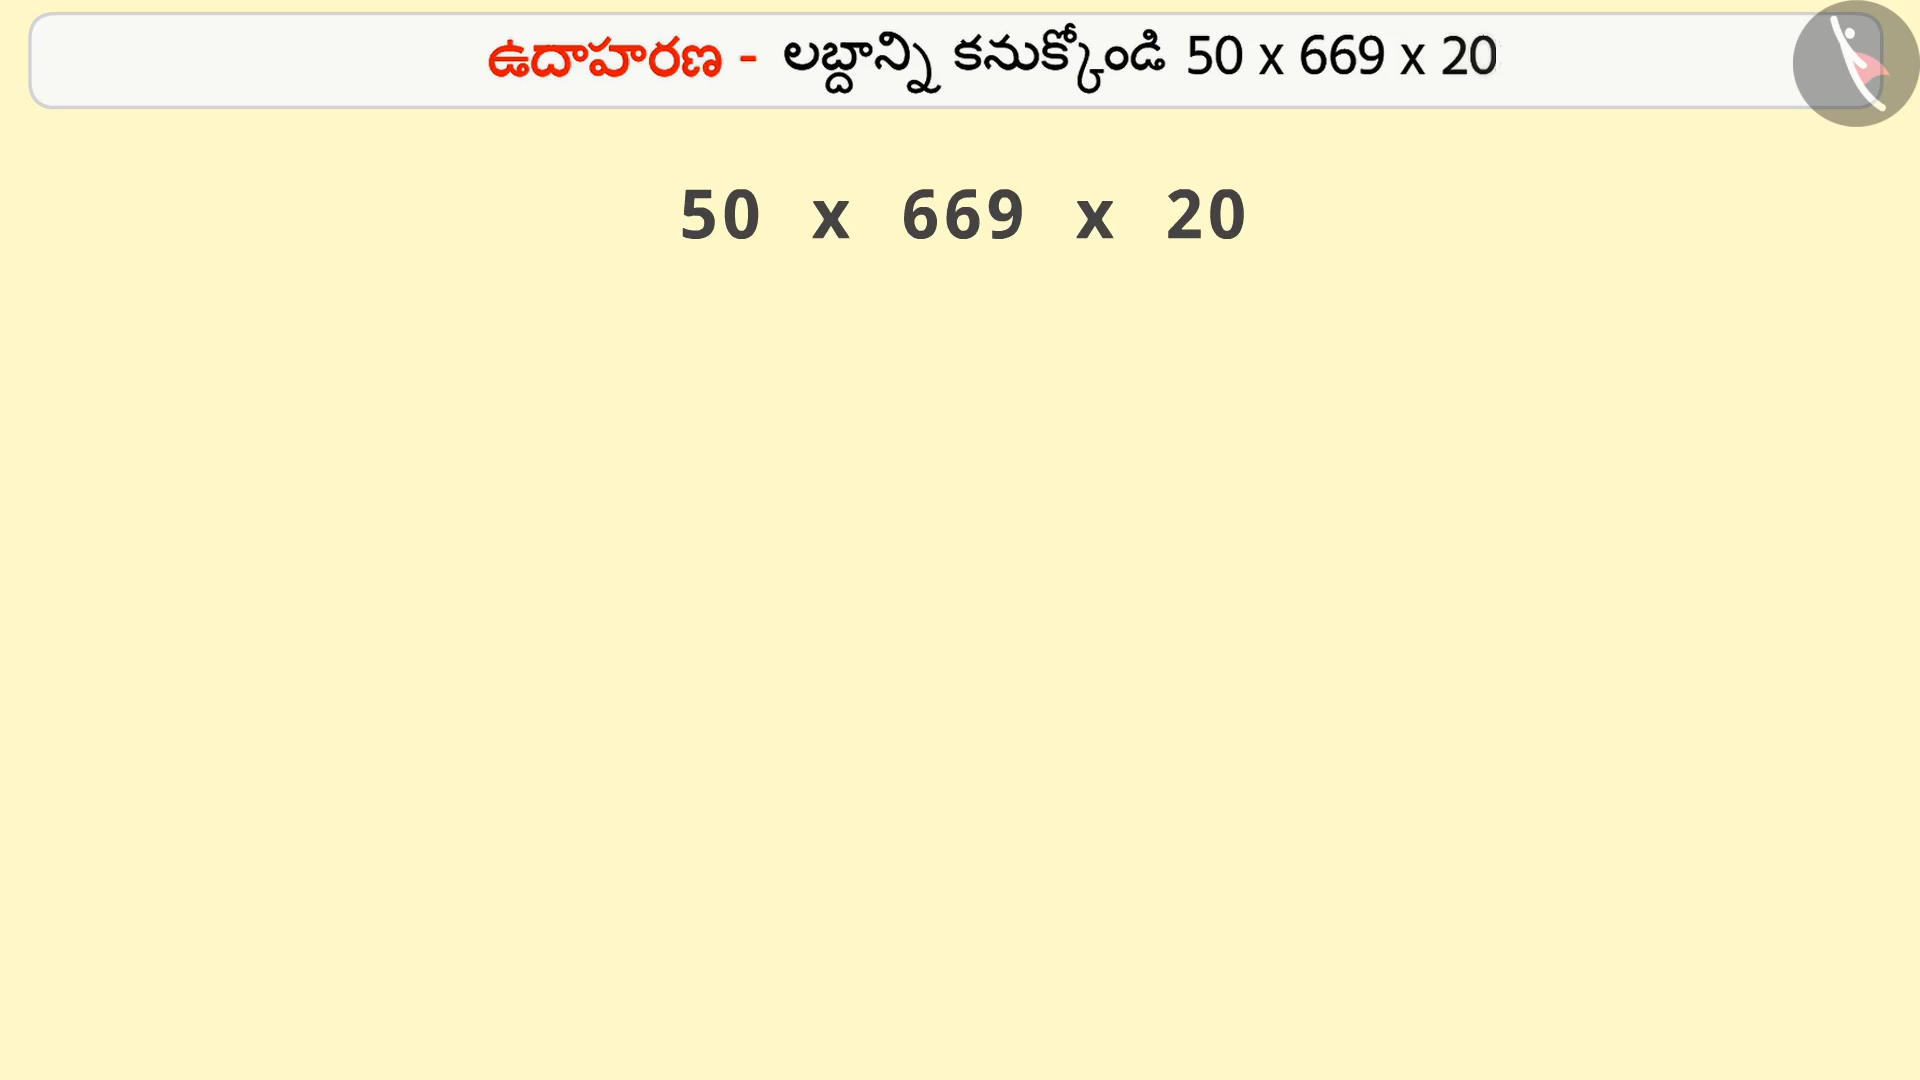 ఉదాహరణ - లబ్దాన్ని కనుక్కోండి 50 x 669 x 20
50 x 669 x 20